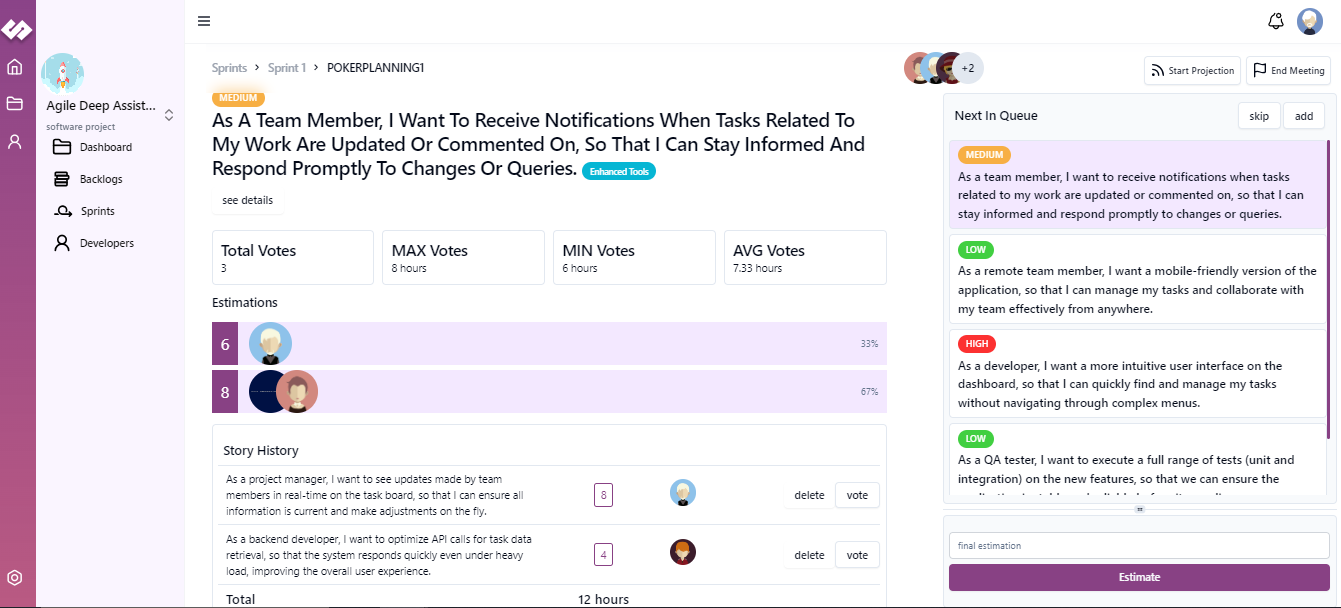 Agile Deep Assist...
software project
Dashboard
Backlogs
Sprints
Developers
Sprints > Sprint 1 > POKERPLANNING1
+2
Start Projection
End Meeting
MEDIUM
As A Team Member, I Want To Receive Notifications When Tasks Related To
My Work Are Updated Or Commented On, So That I Can Stay Informed And
Respond Promptly To Changes Or Queries. Enhanced Tools
see details
Total Votes
3
MAX Votes
8 hours
MIN Votes
6 hours
AVG Votes
7.33 hours
Estimations
6
33%
8
67%
Story History
As a project manager, I want to see updates made by team
members in real-time on the task board, so that I can ensure all
information is current and make adjustments on the fly.
8
delete
vote
As a backend developer, I want to optimize API calls for task data
retrieval, so that the system responds quickly even under heavy
load, improving the overall user experience.
4
delete
vote
Total
12 hours
Next In Queue
skip
add
MEDIUM
As a team member, I want to receive notifications when tasks
related to my work are updated or commented on, so that I can
stay informed and respond promptly to changes or queries.
LOW
As a remote team member, I want a mobile-friendly version of the
application, so that I can manage my tasks and collaborate with
my team effectively from anywhere.
HIGH
As a developer, I want a more intuitive user interface on the
dashboard, so that I can quickly find and manage my tasks
without navigating through complex menus.
LOW
As a QA tester, I want to execute a full range of tests (unit and
integration) on the new features, so that we can ensure the
final estimation
Estimate